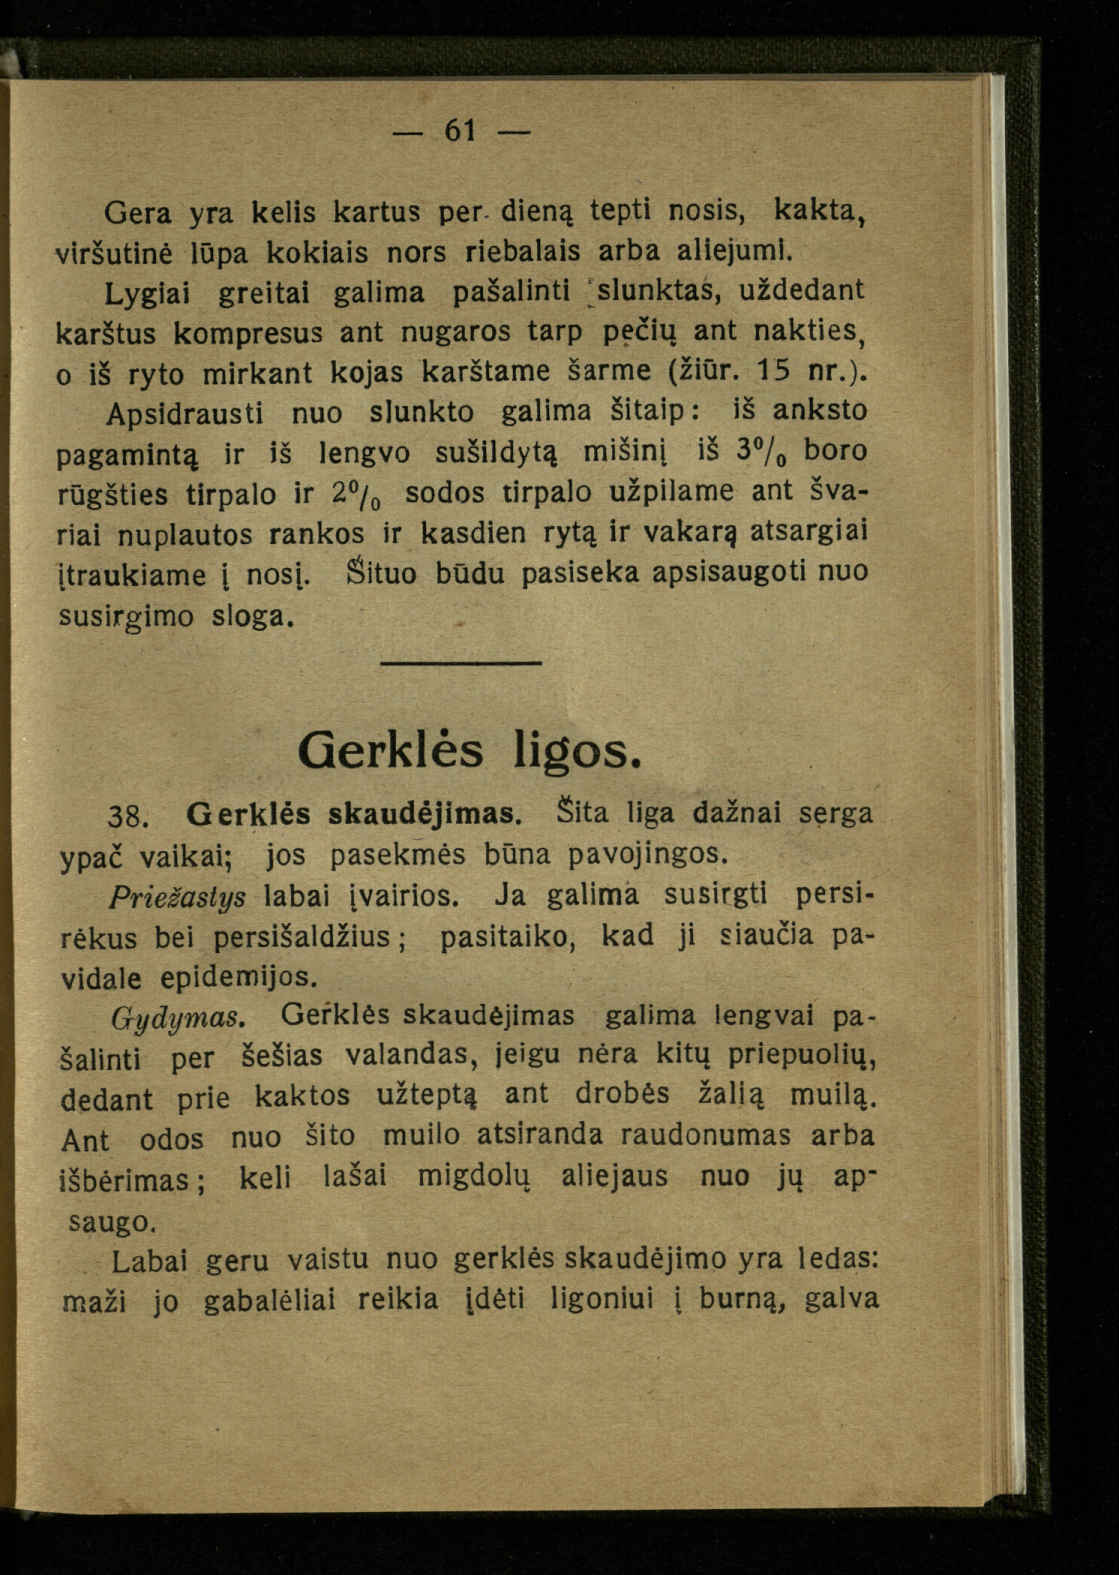 — 61 —
Gera yra kelis kartus per dieną tepti nosis, kakta,
viršutinė lūpa kokiais nors riebalais arba aliejumi.
Lygiai greitai galima pašalinti slunktas, uždedant
karštus kompresus ant nugaros tarp pečių ant nakties,
o iš ryto mirkant kojas karštame šarme (žiūr. 15 nr.).
Apsidrausti nuo slunkto galima šitaip: iš anksto
pagamintą ir iš lengvo sušildytą mišinį iš 3% boro
rūgšties tirpalo ir 2% sodos tirpalo užpilame ant šva-
riai nuplautos rankos ir kasdien rytą ir vakarą atsargiai
įtraukiame į nosį. Šituo būdu pasiseka apsisaugoti nuo
susirgimo sloga.
Gerklės ligos.
38. Gerklės skaudėjimas. Šita liga dažnai serga
ypač vaikai; jos pasekmės būna pavojingos.
Priežastys labai įvairios. Ja galima susirgti persi-
rėkus bei persišaldžius; pasitaiko, kad ji siaučia pa-
vidale epidemijos.
Gydymas. Gerklės skaudėjimas galima lengvai pa-
šalinti per šešias valandas, jeigu nėra kitų priepuolių,
dedant prie kaktos užteptą ant drobės žalią muilą.
Ant odos nuo šito muilo atsiranda raudonumas arba
išbėrimas; keli lašai migdolų aliejaus nuo jų ap-
saugo.
Labai geru vaistu nuo gerklės skaudėjimo yra ledas:
maži jo gabalėliai reikia įdėti ligoniui į burną, galva